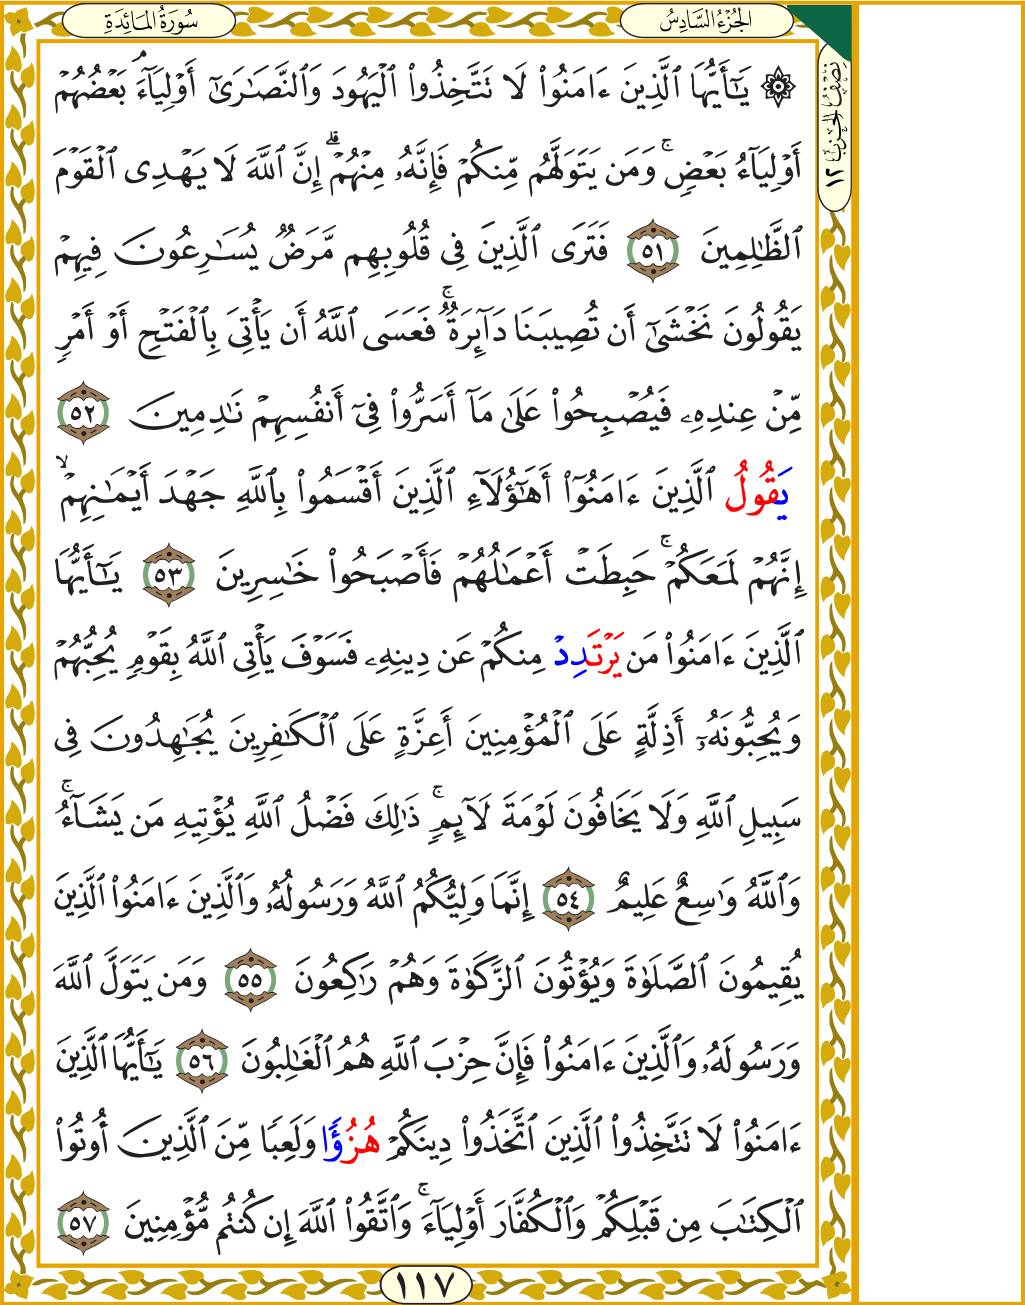 سُورَةُ المَائِدَةِ
الجُزْءُ السَّادِسُ
نِصْفُ الحِزْبِ ١٢
۞ يَـٰٓأَيُّهَا ٱلَّذِينَ ءَامَنُوا۟ لَا تَتَّخِذُوا۟ ٱلْيَهُودَ وَٱلنَّصَـٰرَىٰٓ أَوْلِيَآءَ ۘ بَعْضُهُمْ
أَوْلِيَآءُ بَعْضٍ ۚ وَمَن يَتَوَلَّهُم مِّنكُمْ فَإِنَّهُۥ مِنْهُمْ ۗ إِنَّ ٱللَّهَ لَا يَهْدِى ٱلْقَوْمَ
ٱلظَّـٰلِمِينَ ٥١ فَتَرَى ٱلَّذِينَ فِى قُلُوبِهِم مَّرَضٌ يُسَـٰرِعُونَ فِيهِمْ
يَقُولُونَ نَخْشَىٰٓ أَن تُصِيبَنَا دَآئِرَةٌ ۚ فَعَسَى ٱللَّهُ أَن يَأْتِىَ بِٱلْفَتْحِ أَوْ أَمْرٍ
مِّنْ عِندِهِۦ فَيُصْبِحُوا۟ عَلَىٰ مَآ أَسَرُّوا۟ فِىٓ أَنفُسِهِمْ نَـٰدِمِينَ ٥٢
يَقُولُ ٱلَّذِينَ ءَامَنُوٓا۟ أَهَـٰٓؤُلَآءِ ٱلَّذِينَ أَقْسَمُوا۟ بِٱللَّهِ جَهْدَ أَيْمَـٰنِهِمْ ۙ
إِنَّهُمْ لَمَعَكُمْ ۚ حَبِطَتْ أَعْمَـٰلُهُمْ فَأَصْبَحُوا۟ خَـٰسِرِينَ ٥٣ يَـٰٓأَيُّهَا
ٱلَّذِينَ ءَامَنُوا۟ مَن يَرْتَدِدْ مِنكُمْ عَن دِينِهِۦ فَسَوْفَ يَأْتِى ٱللَّهُ بِقَوْمٍ يُحِبُّهُمْ
وَيُحِبُّونَهُۥٓ أَذِلَّةٍ عَلَى ٱلْمُؤْمِنِينَ أَعِزَّةٍ عَلَى ٱلْكَـٰفِرِينَ يُجَـٰهِدُونَ فِى
سَبِيلِ ٱللَّهِ وَلَا يَخَافُونَ لَوْمَةَ لَآئِمٍ ۚ ذَٰلِكَ فَضْلُ ٱللَّهِ يُؤْتِيهِ مَن يَشَآءُ ۚ
وَٱللَّهُ وَٰسِعٌ عَلِيمٌ ٥٤ إِنَّمَا وَلِيُّكُمُ ٱللَّهُ وَرَسُولُهُۥ وَٱلَّذِينَ ءَامَنُوا۟ ٱلَّذِينَ
يُقِيمُونَ ٱلصَّلَوٰةَ وَيُؤْتُونَ ٱلزَّكَوٰةَ وَهُمْ رَٰكِعُونَ ٥٥ وَمَن يَتَوَلَّ ٱللَّهَ
وَرَسُولَهُۥ وَٱلَّذِينَ ءَامَنُوا۟ فَإِنَّ حِزْبَ ٱللَّهِ هُمُ ٱلْغَـٰلِبُونَ ٥٦ يَـٰٓأَيُّهَا ٱلَّذِينَ
ءَامَنُوا۟ لَا تَتَّخِذُوا۟ ٱلَّذِينَ ٱتَّخَذُوا۟ دِينَكُمْ هُزُؤًا وَلَعِبًا مِّنَ ٱلَّذِينَ أُوتُوا۟
ٱلْكِتَـٰبَ مِن قَبْلِكُمْ وَٱلْكُفَّارَ أَوْلِيَآءَ ۚ وَٱتَّقُوا۟ ٱللَّهَ إِن كُنتُم مُّؤْمِنِينَ ٥٧
١١٧